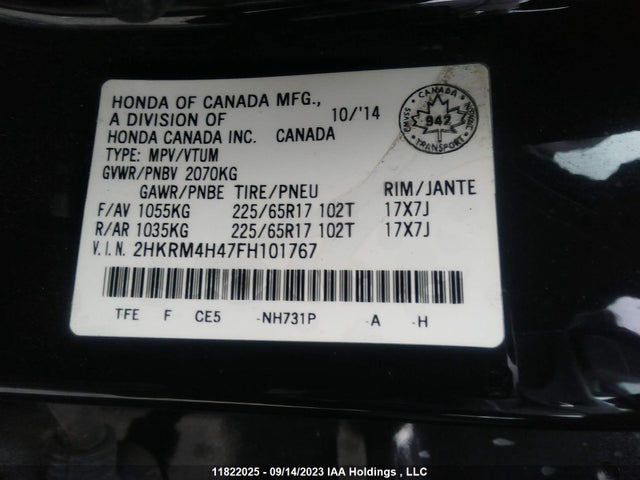 HONDA OF CANADA MFG.,
A DIVISION OF 10/'14
HONDA CANADA INC. CANADA
TYPE: MPV/VTUM
GVWR/PNBV 2070KG
GAWR/PNBE TIRE/PNEU RIM/JANTE
F/AV 1055KG 225/65R17 102T 17X7J
R/AR 1035KG 225/65R17 102T 17X7J
V.I.N. 2HKRM4H47FH101767
TFE F CE5 -NH731P -A -H
CANADA
942
TRANSPORT
11822025 - 09/14/2023 IAA Holdings , LLC